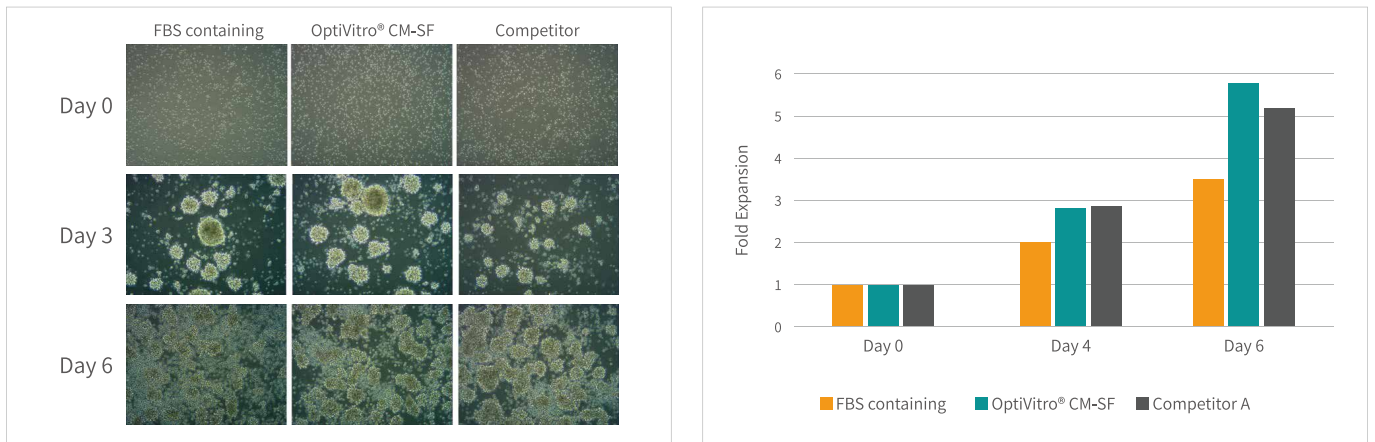 FBS containing OptiVitro® CM-SF Competitor
Day 0
Day 3
Day 6
Fold Expansion
6
5
4
3
2
1
0
Day 0 Day 4 Day 6
FBS containing OptiVitro® CM-SF Competitor A